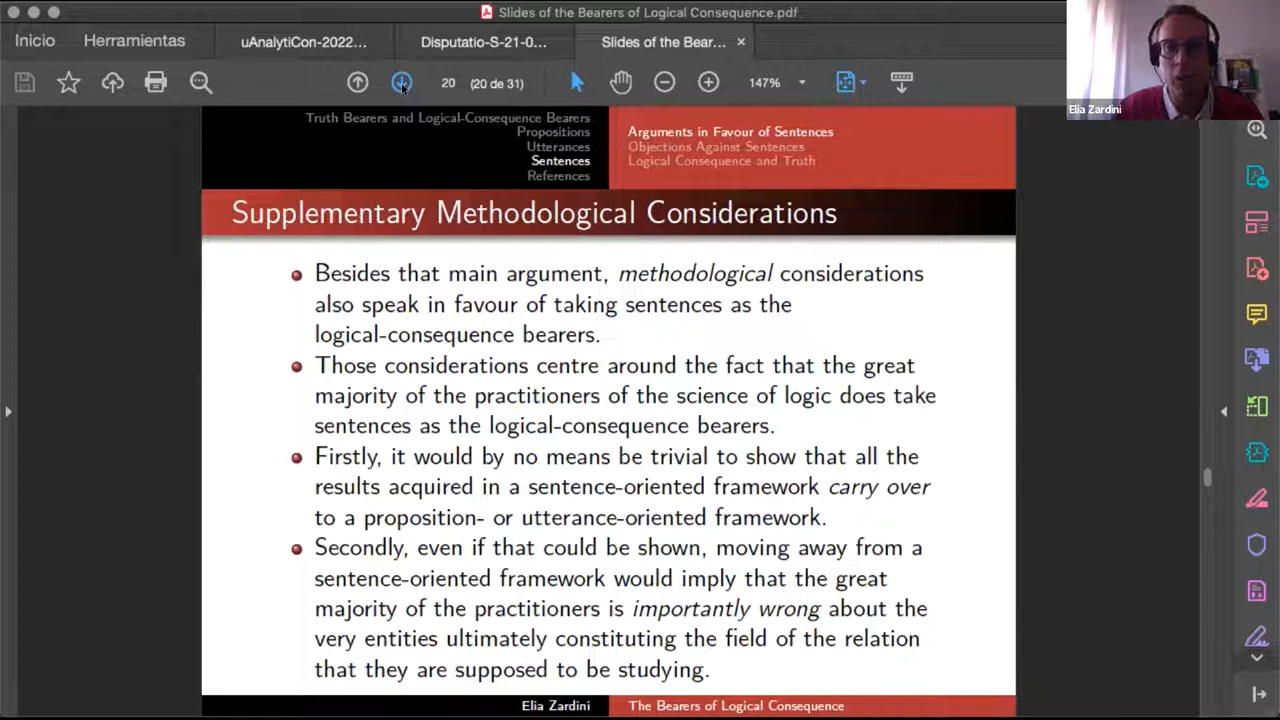 Slides of the Bearers of Logical Consequence.pdf
Inicio Herramientas uAnalytiCon-2022... Disputatio-S-21-0... Slides of the Bear... ×
20 (20 de 31) 147%
Elia Zardini
Truth Bearers and Logical-Consequence Bearers
Propositions
Utterances
Sentences
References
Arguments in Favour of Sentences
Objections Against Sentences
Logical Consequence and Truth
Supplementary Methodological Considerations
Besides that main argument, methodological considerations
also speak in favour of taking sentences as the
logical-consequence bearers.
Those considerations centre around the fact that the great
majority of the practitioners of the science of logic does take
sentences as the logical-consequence bearers.
Firstly, it would by no means be trivial to show that all the
results acquired in a sentence-oriented framework carry over
to a proposition- or utterance-oriented framework.
Secondly, even if that could be shown, moving away from a
sentence-oriented framework would imply that the great
majority of the practitioners is importantly wrong about the
very entities ultimately constituting the field of the relation
that they are supposed to be studying.
Elia Zardini The Bearers of Logical Consequence